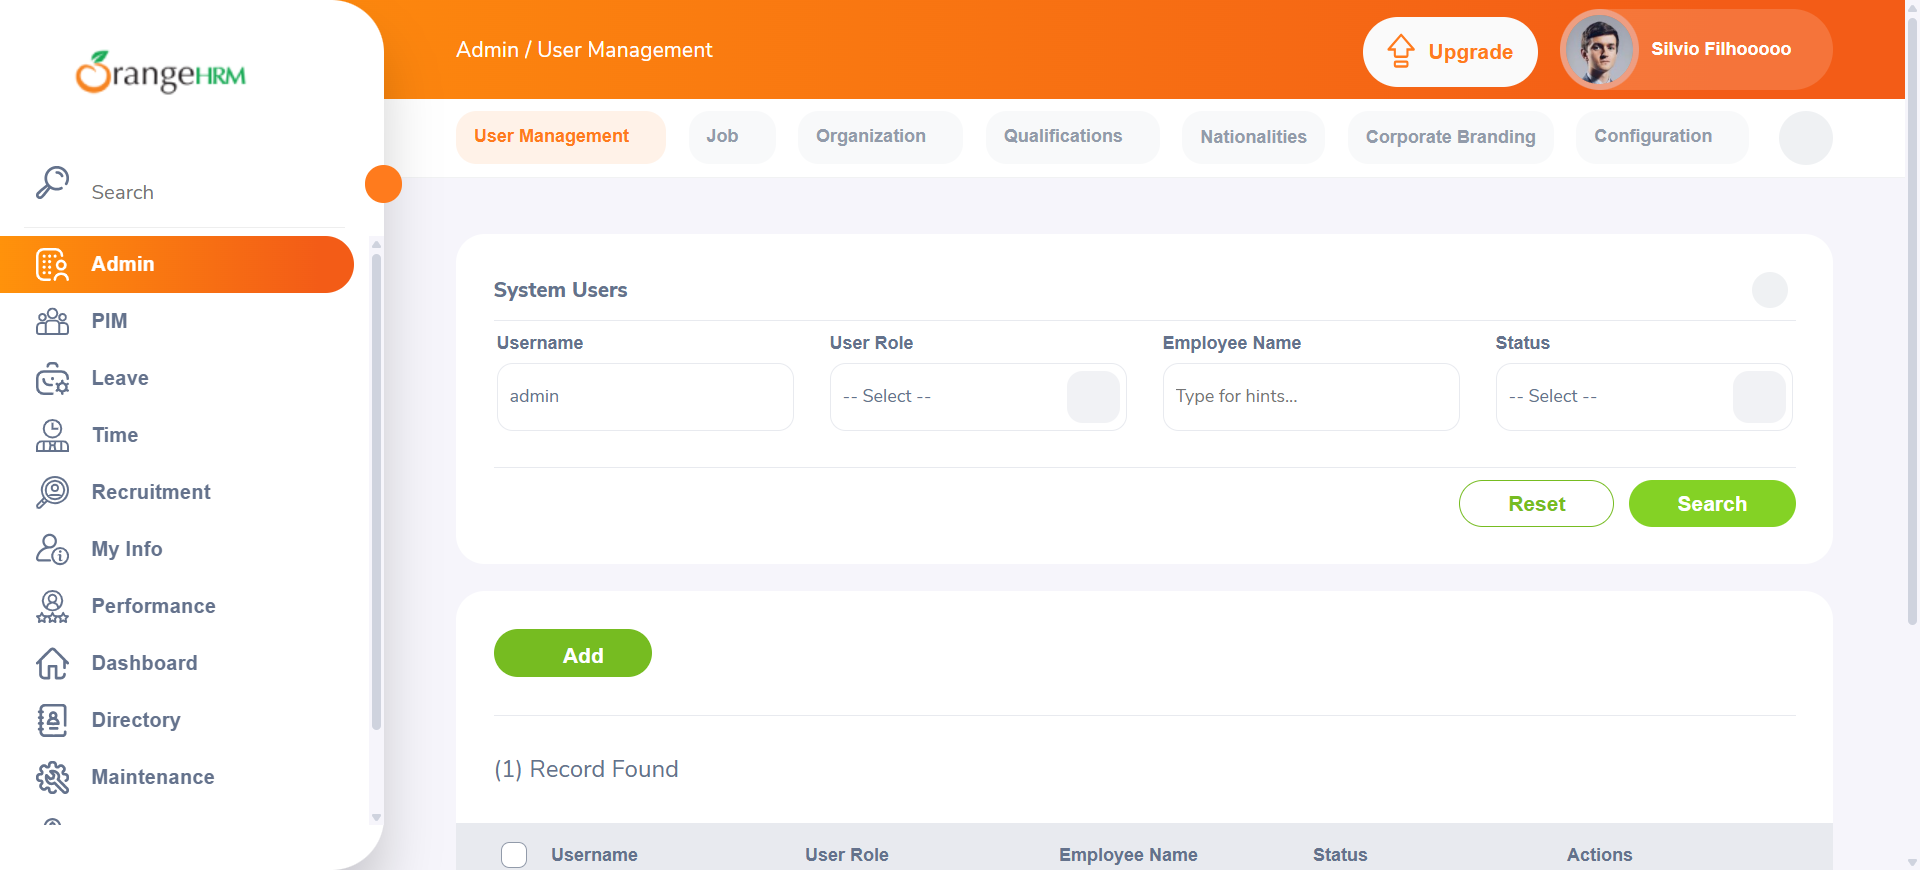 OrangeHRM
Admin / User Management
Upgrade
Silvio Filhooooo
User Management
Job
Organization
Qualifications
Nationalities
Corporate Branding
Configuration
Search
Admin
PIM
Leave
Time
Recruitment
My Info
Performance
Dashboard
Directory
Maintenance
System Users
Username
User Role
Employee Name
Status
admin
-- Select --
Type for hints...
-- Select --
Reset
Search
Add
(1) Record Found
Username
User Role
Employee Name
Status
Actions